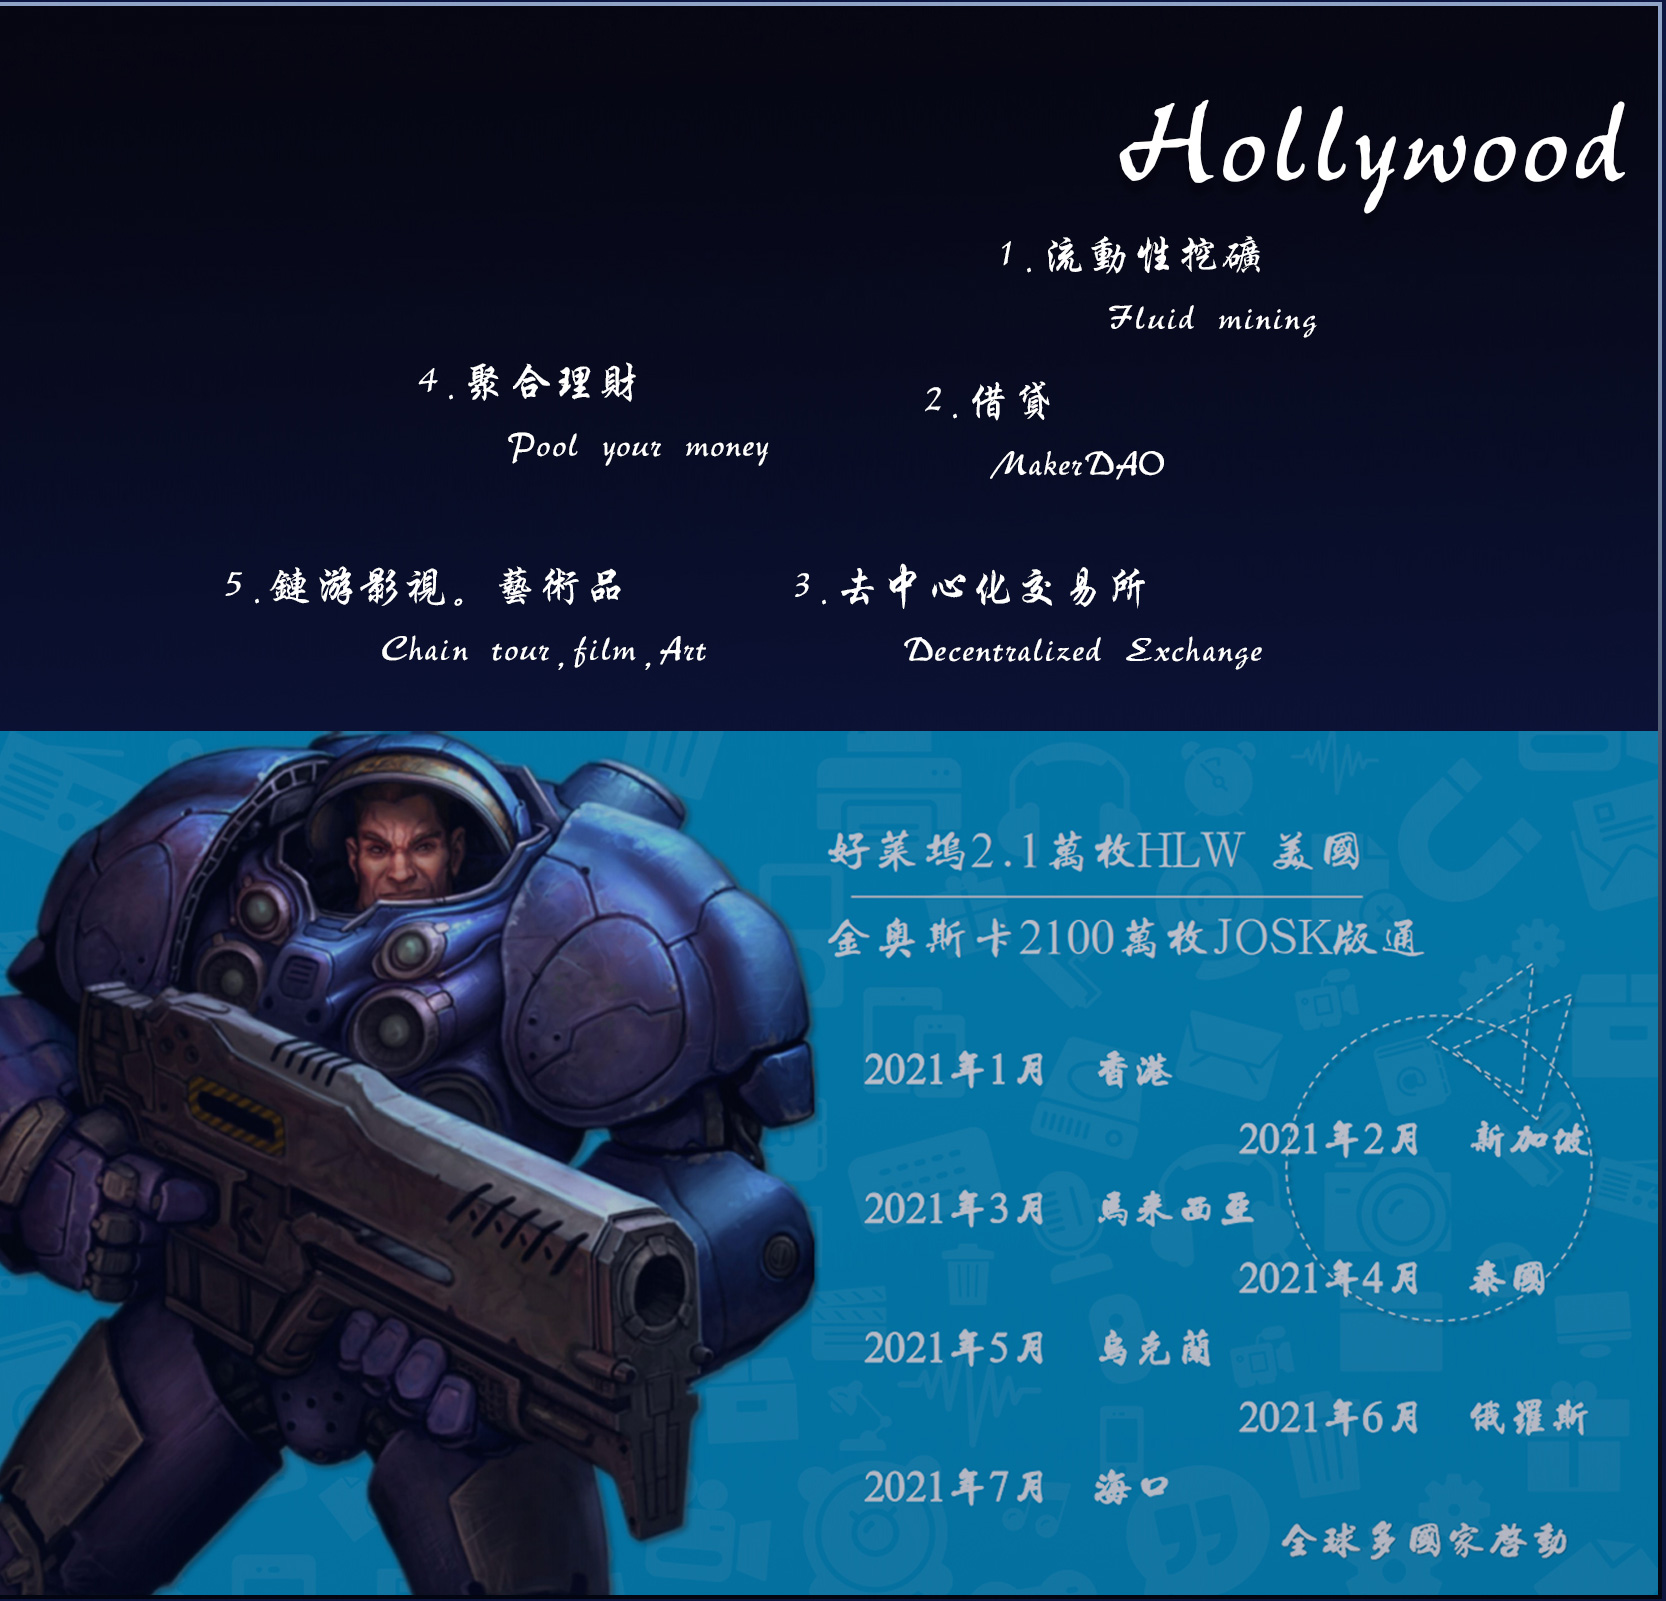 Hollywood
1.流動性挖礦
Fluid mining
2.借貸
MakerDAO
3.去中心化交易所
Decentralized Exchange
4.聚合理財
Pool your money
5.鏈游影視。藝術品
Chain tour,film,Art
好莱塢2.1萬枚HLW 美國
金奥斯卡2100萬枚JOSK版通
2021年1月 香港
2021年2月 新加坡
2021年3月 馬来西亚
2021年4月 泰國
2021年5月 烏克蘭
2021年6月 俄羅斯
2021年7月 海口
全球多國家啓動